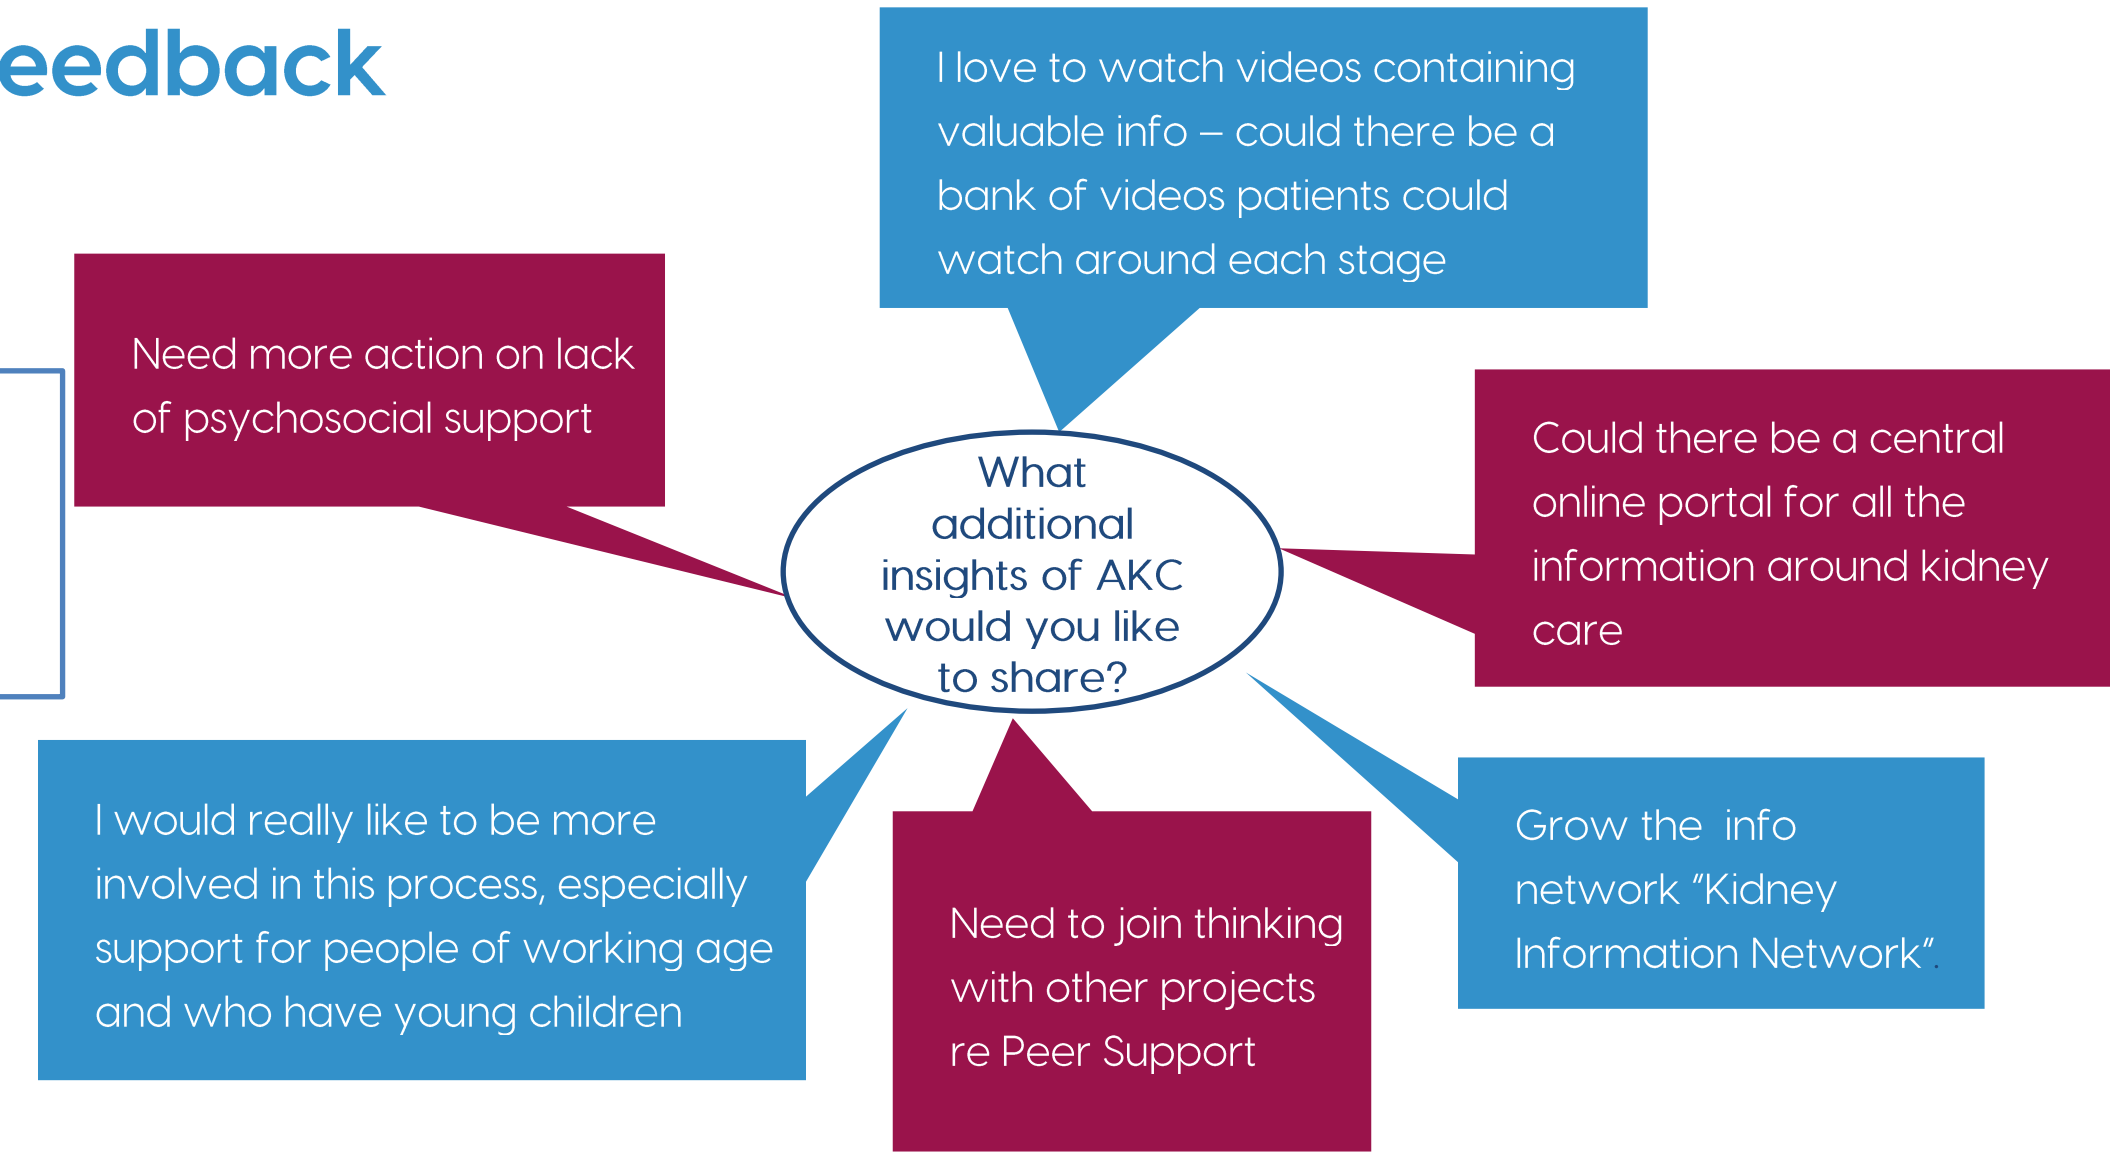 eedback
I love to watch videos containing
valuable info – could there be a
bank of videos patients could
watch around each stage
Need more action on lack
of psychosocial support
What
additional
insights of AKC
would you like
to share?
Could there be a central
online portal for all the
information around kidney
care
I would really like to be more
involved in this process, especially
support for people of working age
and who have young children
Need to join thinking
with other projects
re Peer Support
Grow the  info
network "Kidney
Information Network".